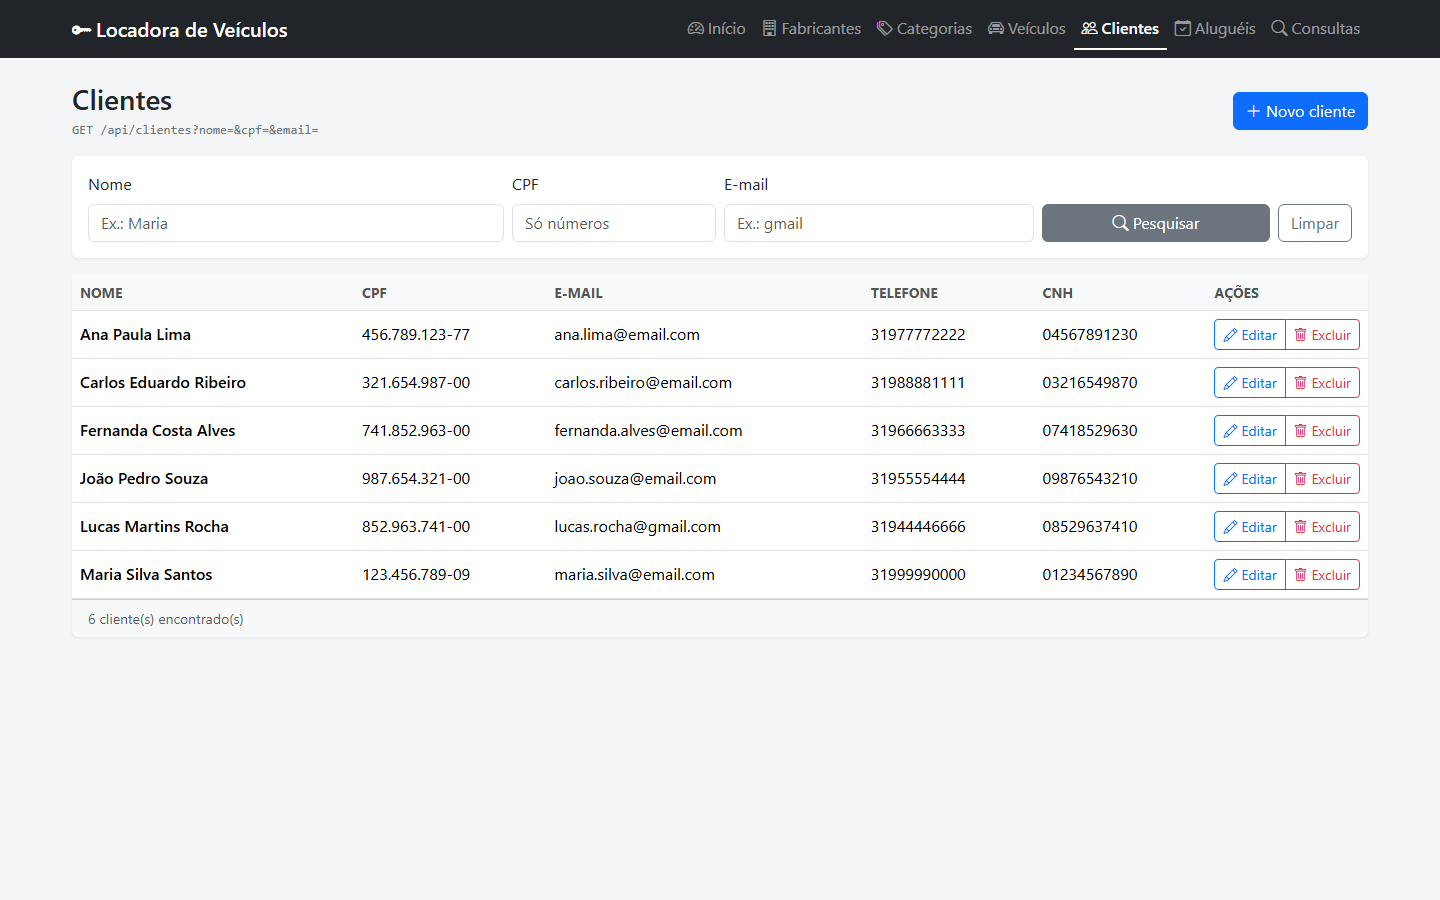 Locadora de Veículos
Início Fabricantes Categorias Veículos Clientes Aluguéis Consultas
Clientes
GET /api/clientes?nome=&cpf=&email=
+ Novo cliente
Nome CPF E-mail
Ex.: Maria Só números Ex.: gmail Pesquisar Limpar
NOME CPF E-MAIL TELEFONE CNH AÇÕES
Ana Paula Lima 456.789.123-77 ana.lima@email.com 31977772222 04567891230 Editar Excluir
Carlos Eduardo Ribeiro 321.654.987-00 carlos.ribeiro@email.com 31988881111 03216549870 Editar Excluir
Fernanda Costa Alves 741.852.963-00 fernanda.alves@email.com 31966663333 07418529630 Editar Excluir
João Pedro Souza 987.654.321-00 joao.souza@email.com 31955554444 09876543210 Editar Excluir
Lucas Martins Rocha 852.963.741-00 lucas.rocha@gmail.com 31944446666 08529637410 Editar Excluir
Maria Silva Santos 123.456.789-09 maria.silva@email.com 31999990000 01234567890 Editar Excluir
6 cliente(s) encontrado(s)